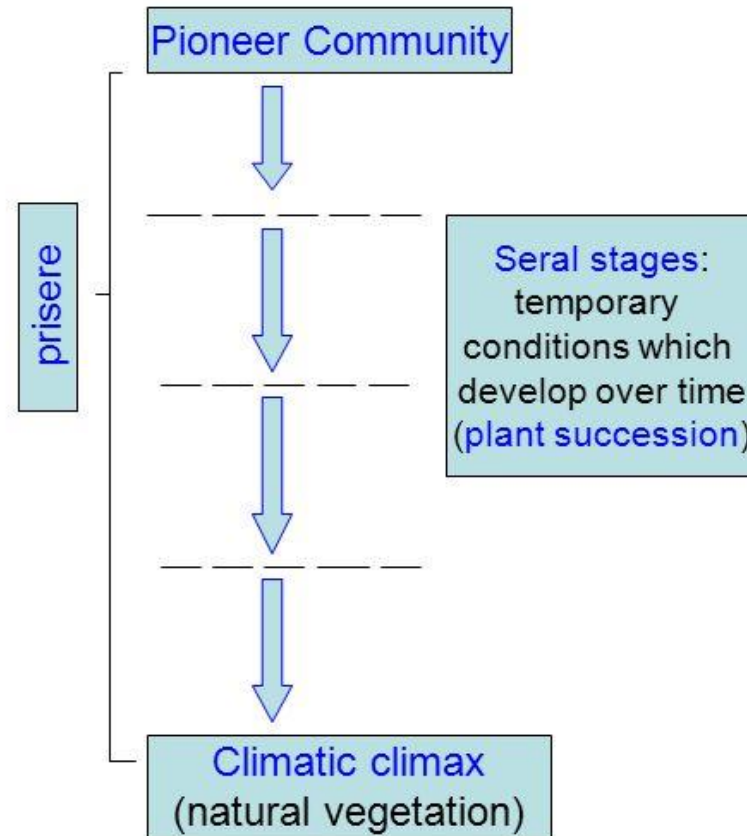 Pioneer Community
prisere
Seral stages:
temporary
conditions which
develop over time
(plant succession)
Climatic climax
(natural vegetation)